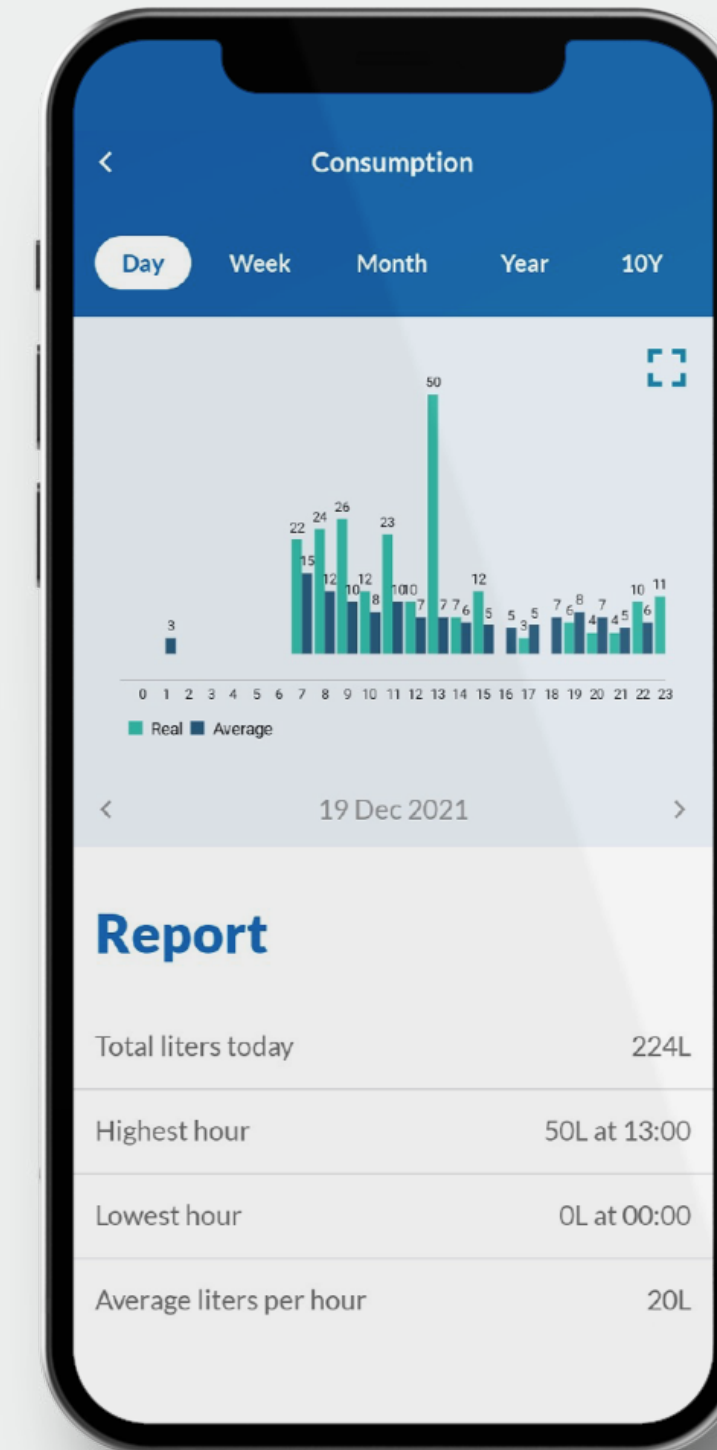 Consumption
Day Week Month Year 10Y
50
26
24
22 23
15
12 12 12
10 10 10 10 11
8 7 7 7 6 5 5 3 5 7 6 8 4 7 4 5 6
3
0 1 2 3 4 5 6 7 8 9 10 11 12 13 14 15 16 17 18 19 20 21 22 23
Real Average
19 Dec 2021
Report
Total liters today 224L
Highest hour 50L at 13:00
Lowest hour 0L at 00:00
Average liters per hour 20L